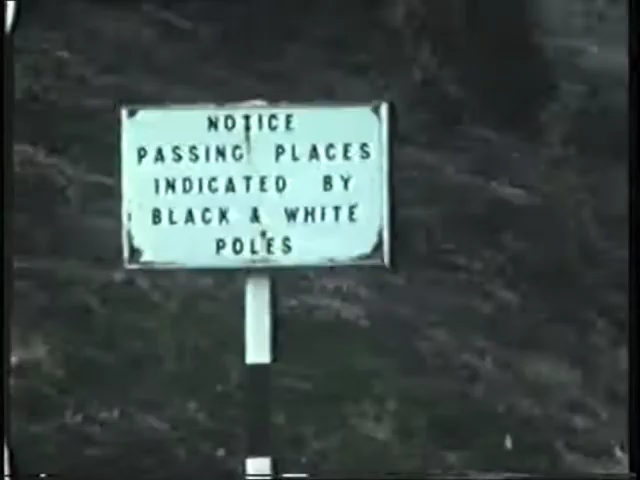 NOTICE
PASSING PLACES
INDICATED BY
BLACK & WHITE
POLES